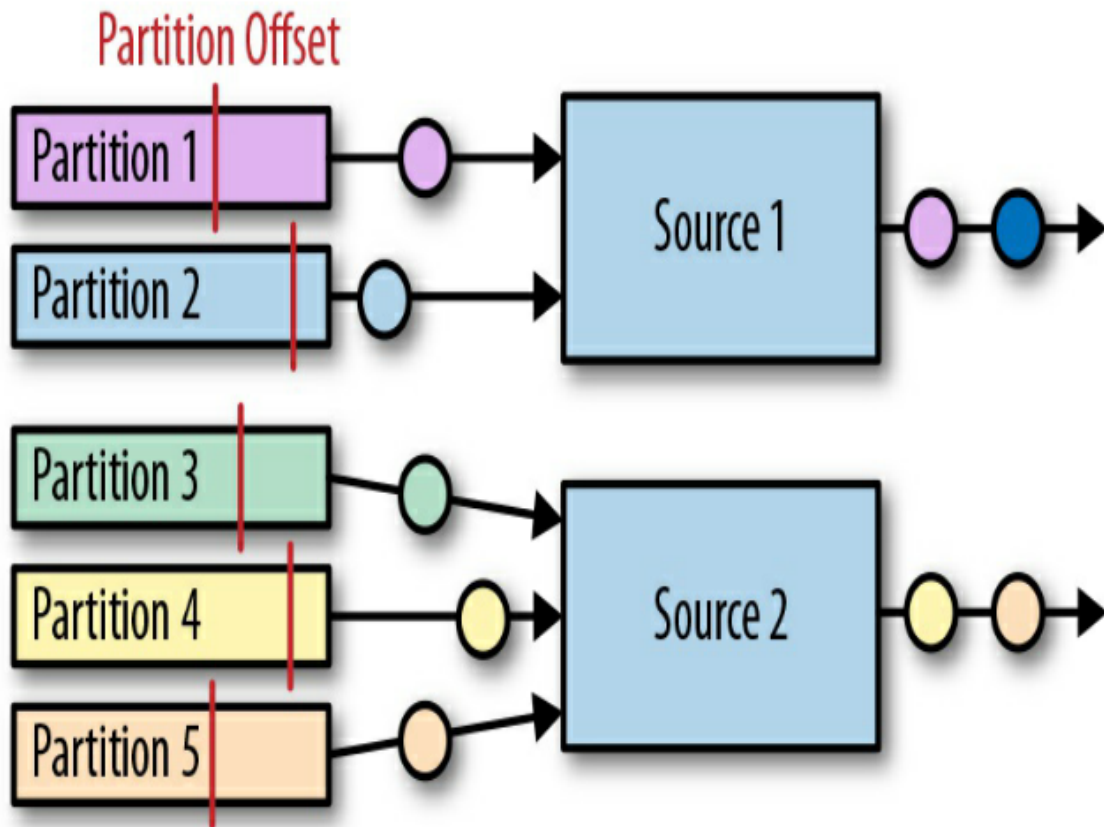 Partition Offset
Partition 1
Partition 2
Source 1
Partition 3
Partition 4
Partition 5
Source 2